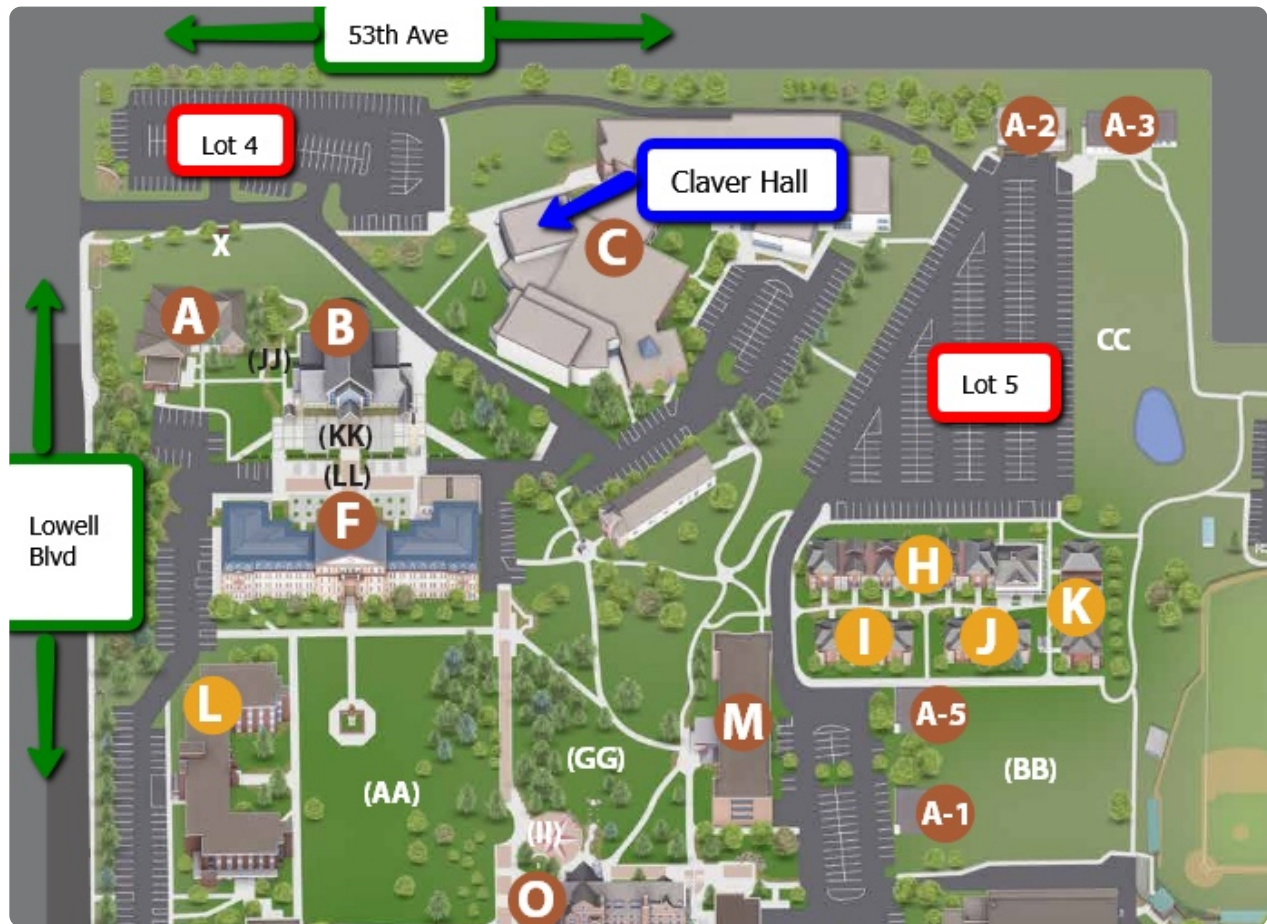 53th Ave
A-2
A-3
Lot 4
Claver Hall
X
C
A
B
(JJ)
CC
Lot 5
(KK)
(LL)
F
Lowell
Blvd
H
K
I
J
L
M
A-5
(GG)
(BB)
(AA)
A-1
(II)
O